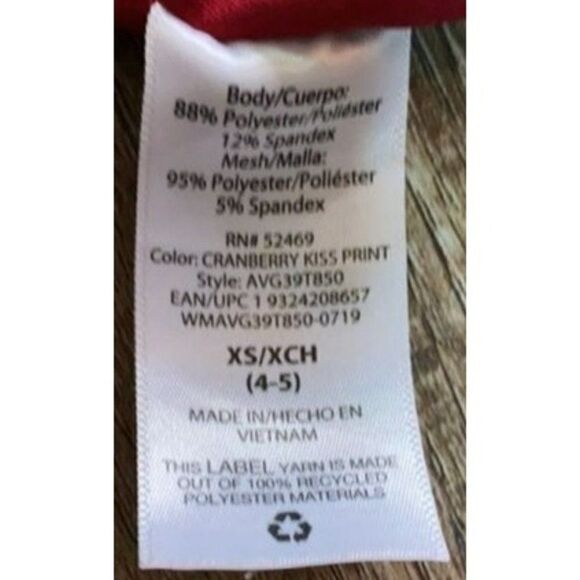 Body/Cuerpo:
88% Polyester/Poliéster
12% Spandex
Mesh/Malla:
95% Polyester/Poliéster
5% Spandex
RN# 52469
Color: CRANBERRY KISS PRINT
Style: AVG39T850
EAN/UPC 1 9324208657
WMAVG39T850-0719
XS/XCH
(4-5)
MADE IN/HECHO EN
VIETNAM
THIS LABEL YARN IS MADE
OUT OF 100% RECYCLED
POLYESTER MATERIALS